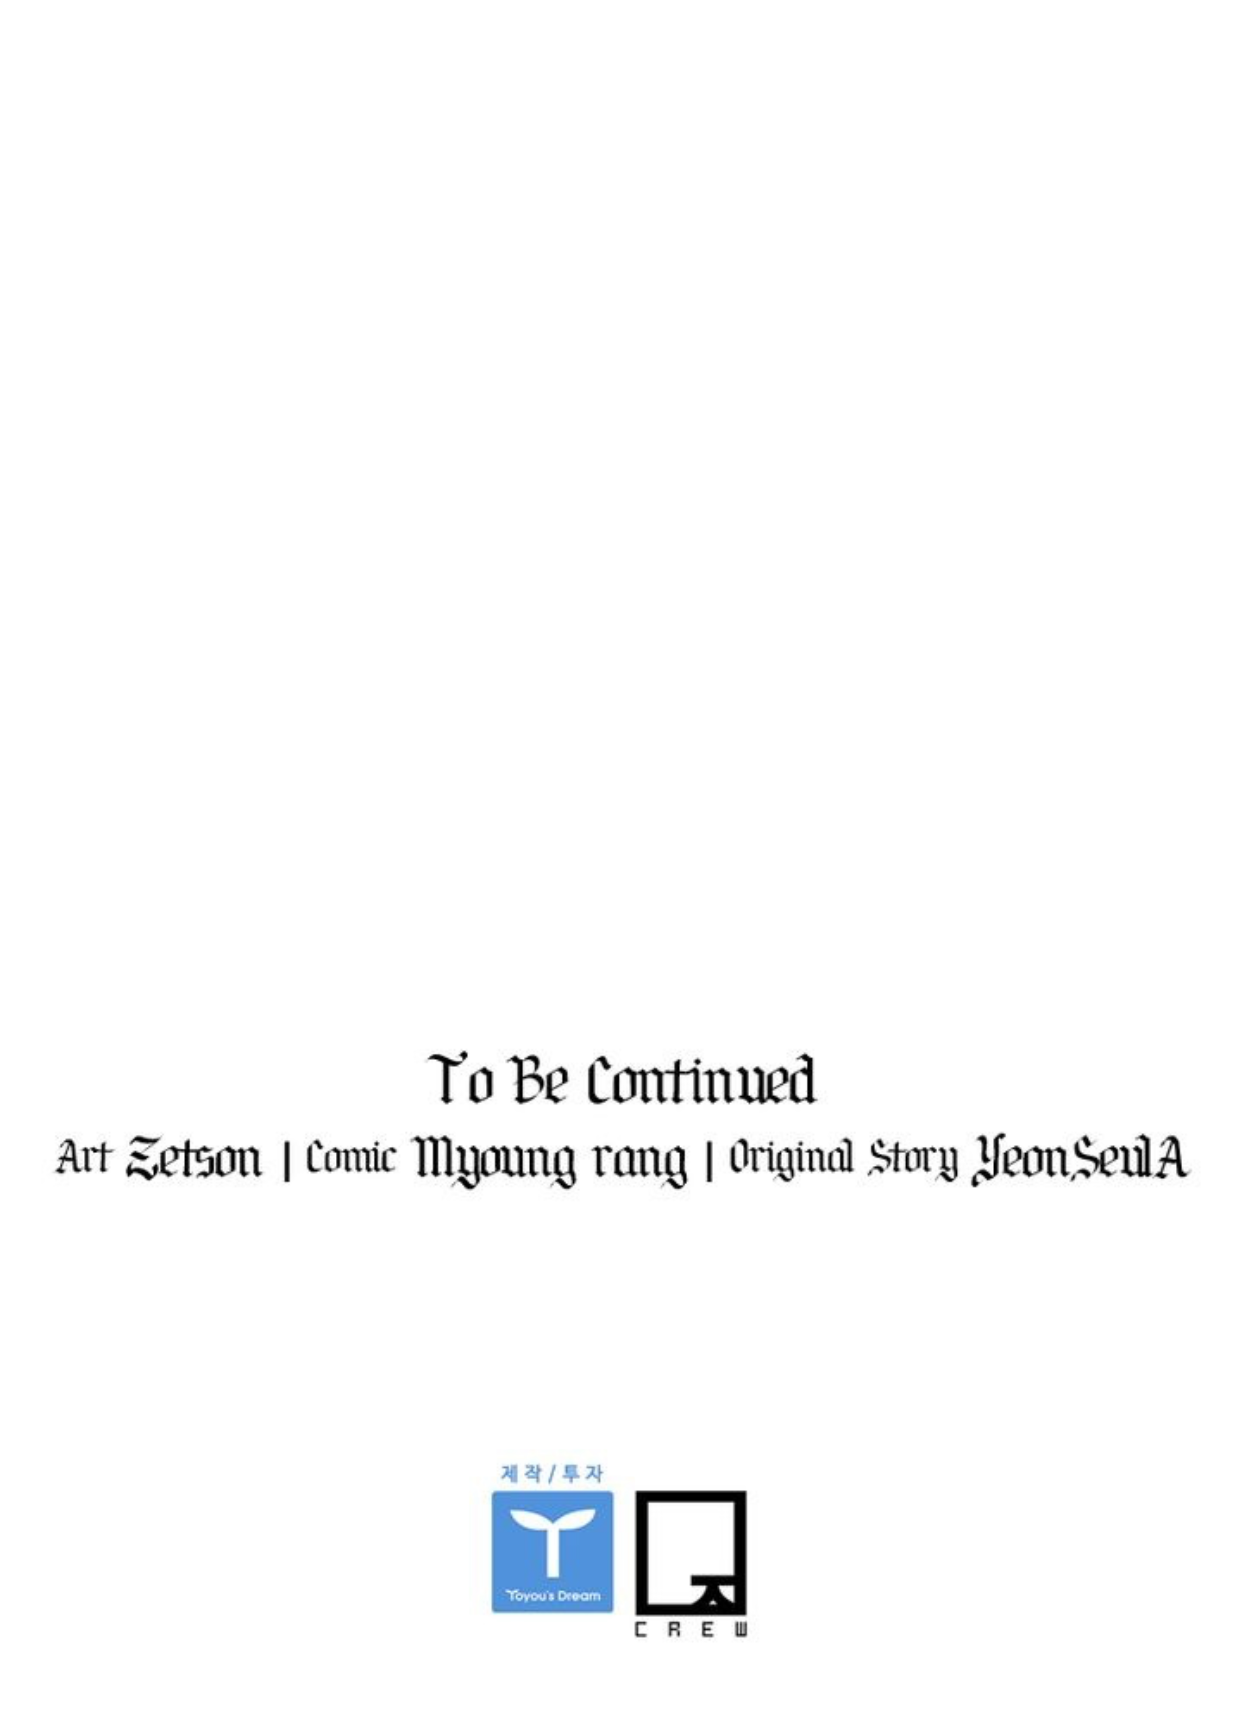 To Be Continued
Art Zetson | Comic Myoung rang | Original Story YeonSeulA
제작/투자
Toyou's Dream
CREW